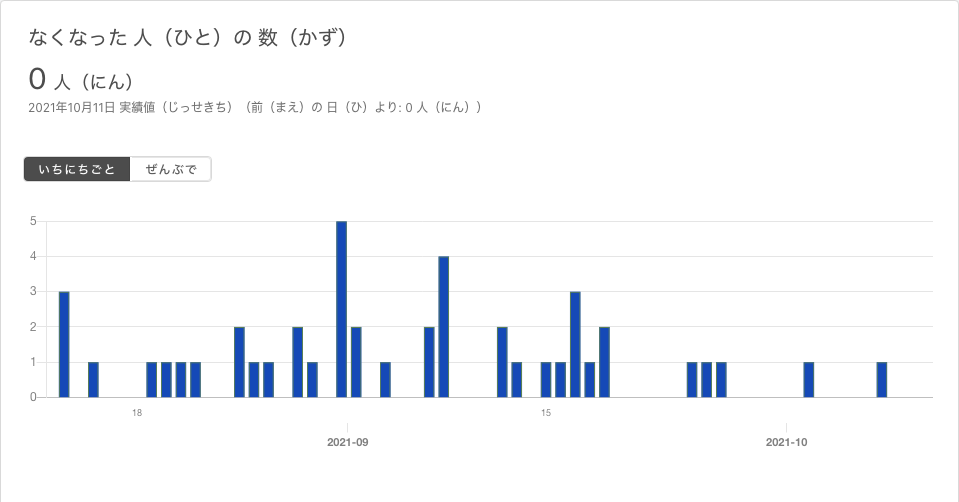 なくなった 人（ひと）の 数（かず）
0 人（にん）
2021年10月11日 実績値（じっせきち）（前（まえ）の 日（ひ）より: 0 人（にん））
いちにちごと ぜんぶで
5
4
3
2
1
0
18 15
2021-09 2021-10